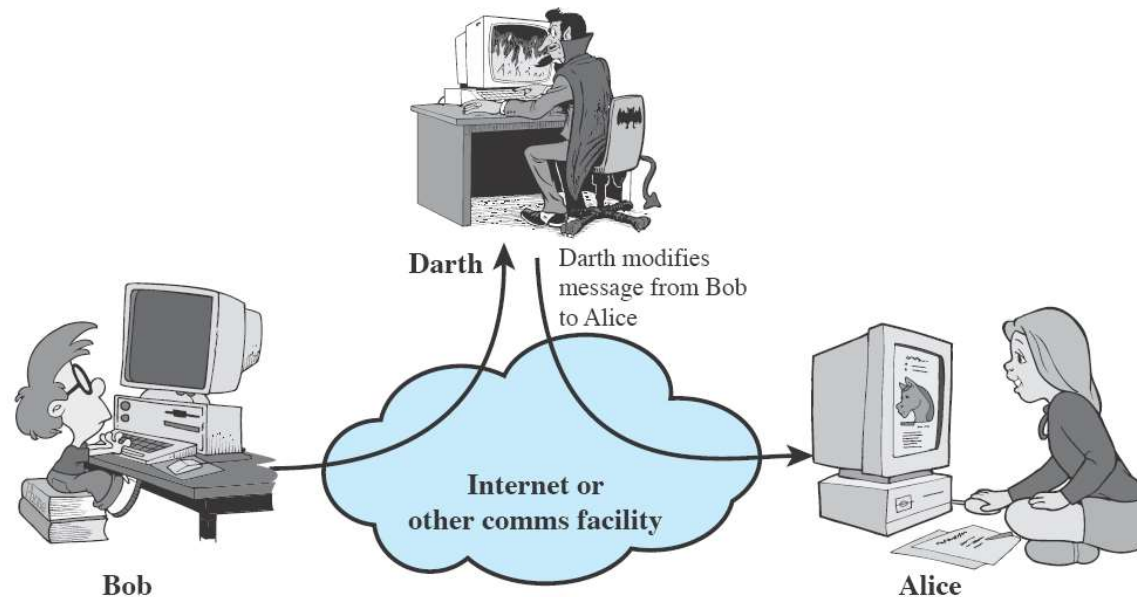 Darth
Darth modifies
message from Bob
to Alice
Internet or
other comms facility
Bob
Alice